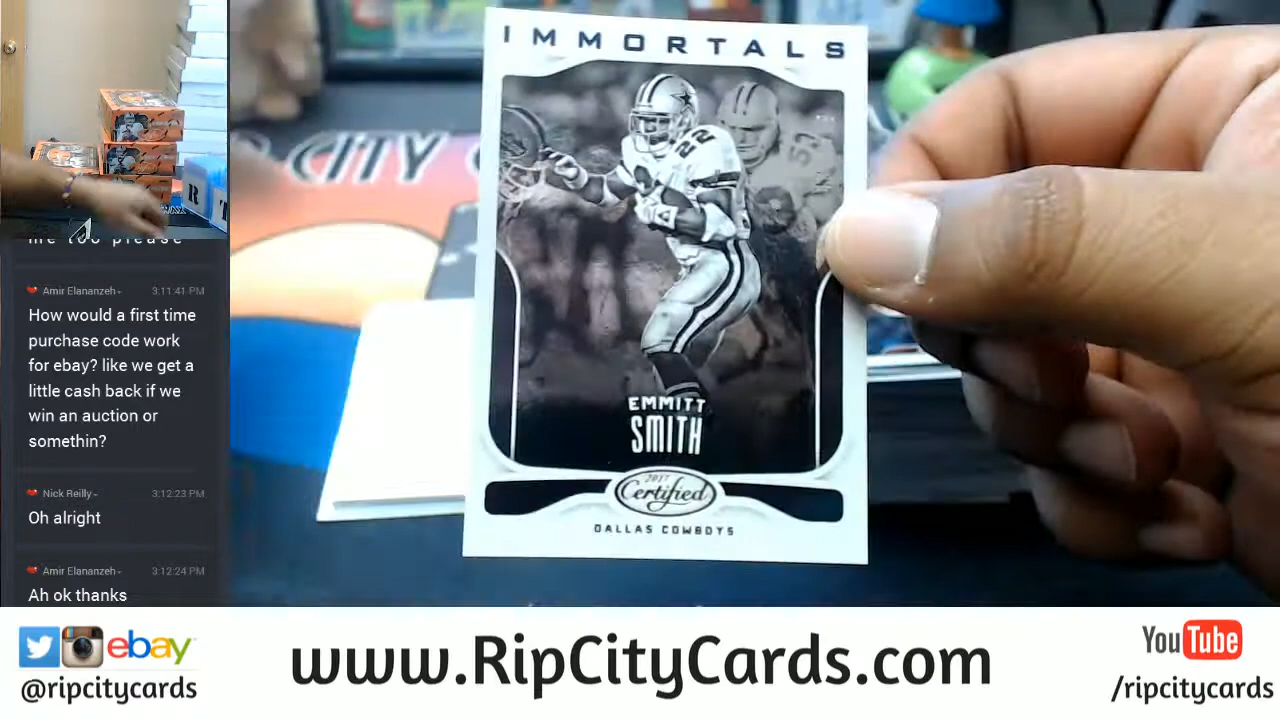 me too please
Amir Elananzeh
3:11:41 PM
How would a first time
purchase code work
for ebay? like we get a
little cash back if we
win an auction or
somethin?
Nick Reilly
3:12:23 PM
Oh alright
Amir Elananzeh
3:12:24 PM
Ah ok thanks
R
T
CITY
IMMORTALS
22
2
53
EMMITT
SMITH
2017
Certified
DALLAS COWBOYS
ebay
@ripcitycards
www.RipCityCards.com
YouTube
/ripcitycards